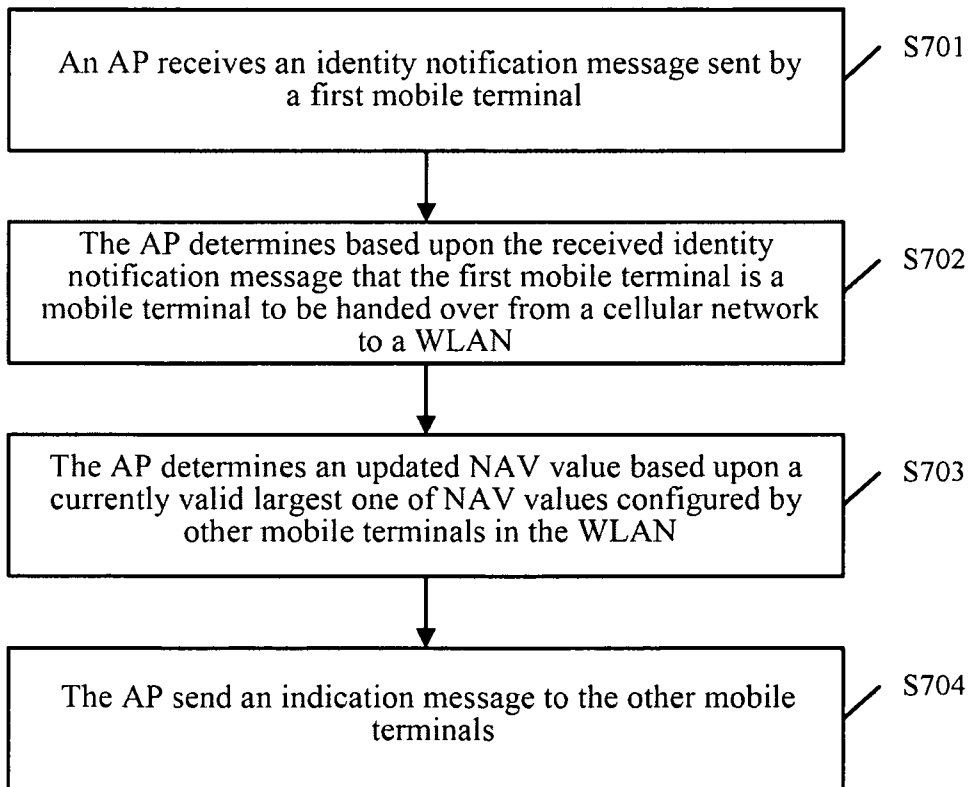 An AP receives an identity notification message sent by
a first mobile terminal
S701
The AP determines based upon the received identity
notification message that the first mobile terminal is a
mobile terminal to be handed over from a cellular network
to a WLAN
S702
The AP determines an updated NAV value based upon a
currently valid largest one of NAV values configured by
other mobile terminals in the WLAN
S703
The AP send an indication message to the other mobile
terminals
S704